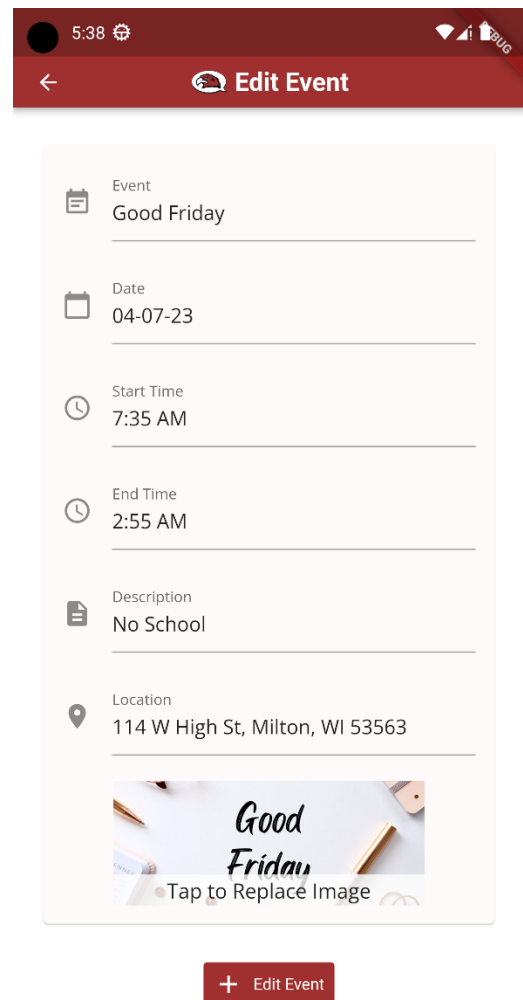 5:38
BUG
Edit Event
Event
Good Friday
Date
04-07-23
Start Time
7:35 AM
End Time
2:55 AM
Description
No School
Location
114 W High St, Milton, WI 53563
Good
Friday
Tap to Replace Image
Edit Event